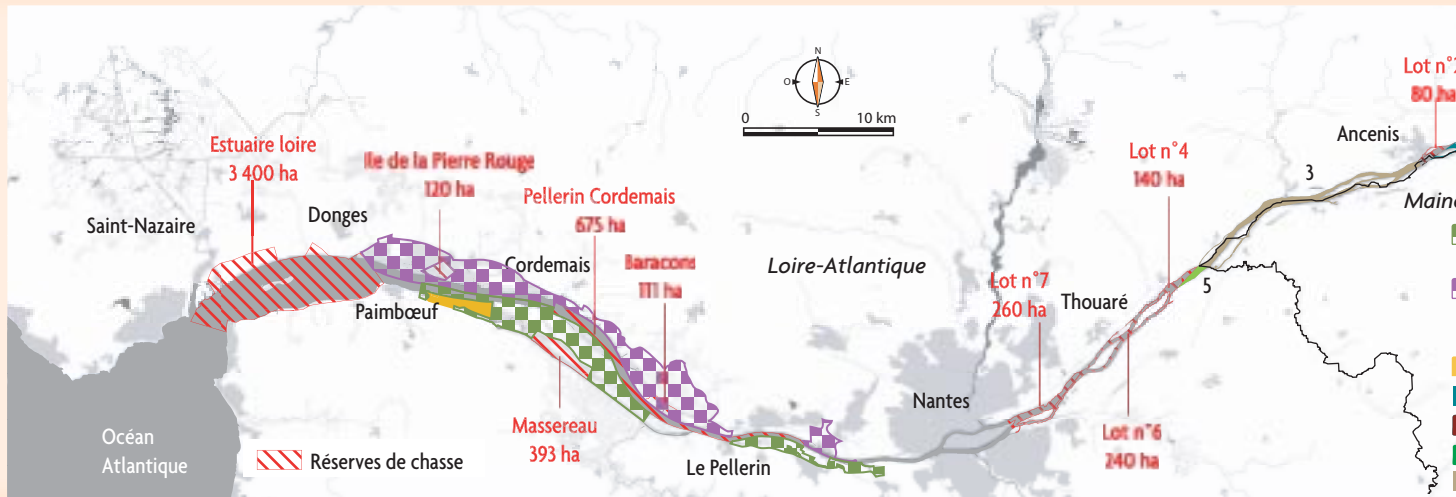 N
O
E
S
0
10 km
Lot n°2
80 ha
Ancenis
Estuaire loire
3 400 ha
Ile de la Pierre Rouge
120 ha
Lot n°4
140 ha
3
Pellerin Cordemais
675 ha
Maine
Saint-Nazaire
Donges
Cordemais
Baracons
111 ha
Loire-Atlantique
Lot n°7
260 ha
Thouaré
5
Paimbœuf
Nantes
Massereau
393 ha
Lot n°6
240 ha
Océan
Atlantique
Réserves de chasse
Le Pellerin